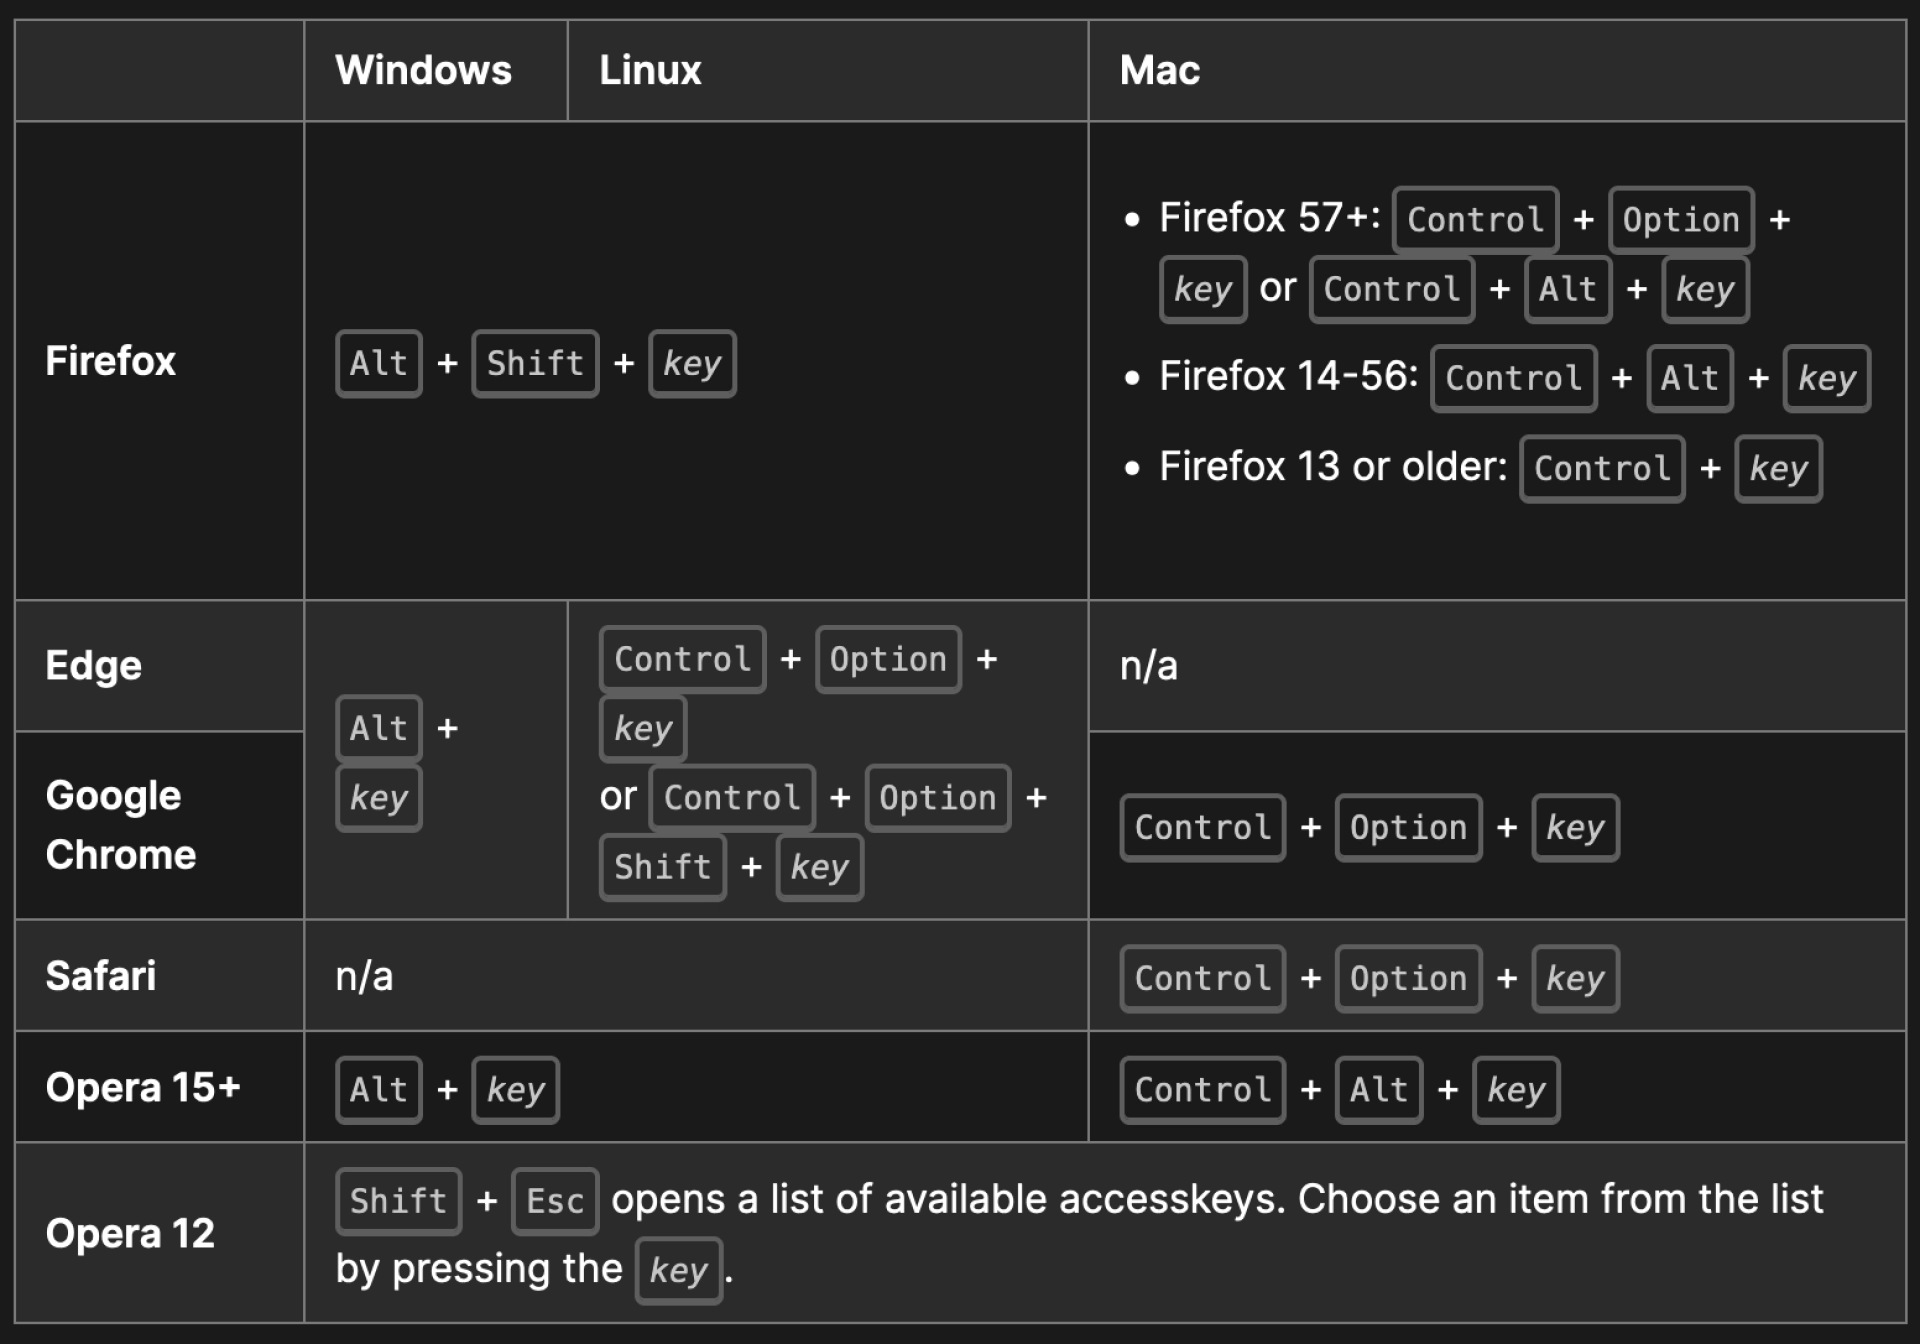 Windows Linux Mac
Firefox
Alt + Shift + key
• Firefox 57+: Control + Option +
key or Control + Alt + key
• Firefox 14-56: Control + Alt + key
• Firefox 13 or older: Control + key
Edge
Alt +
key
Control + Option +
key
or Control + Option +
Shift + key
n/a
Google
Chrome
Control + Option + key
Safari
n/a
Control + Option + key
Opera 15+
Alt + key
Control + Alt + key
Opera 12
Shift + Esc opens a list of available accesskeys. Choose an item from the list
by pressing the key.